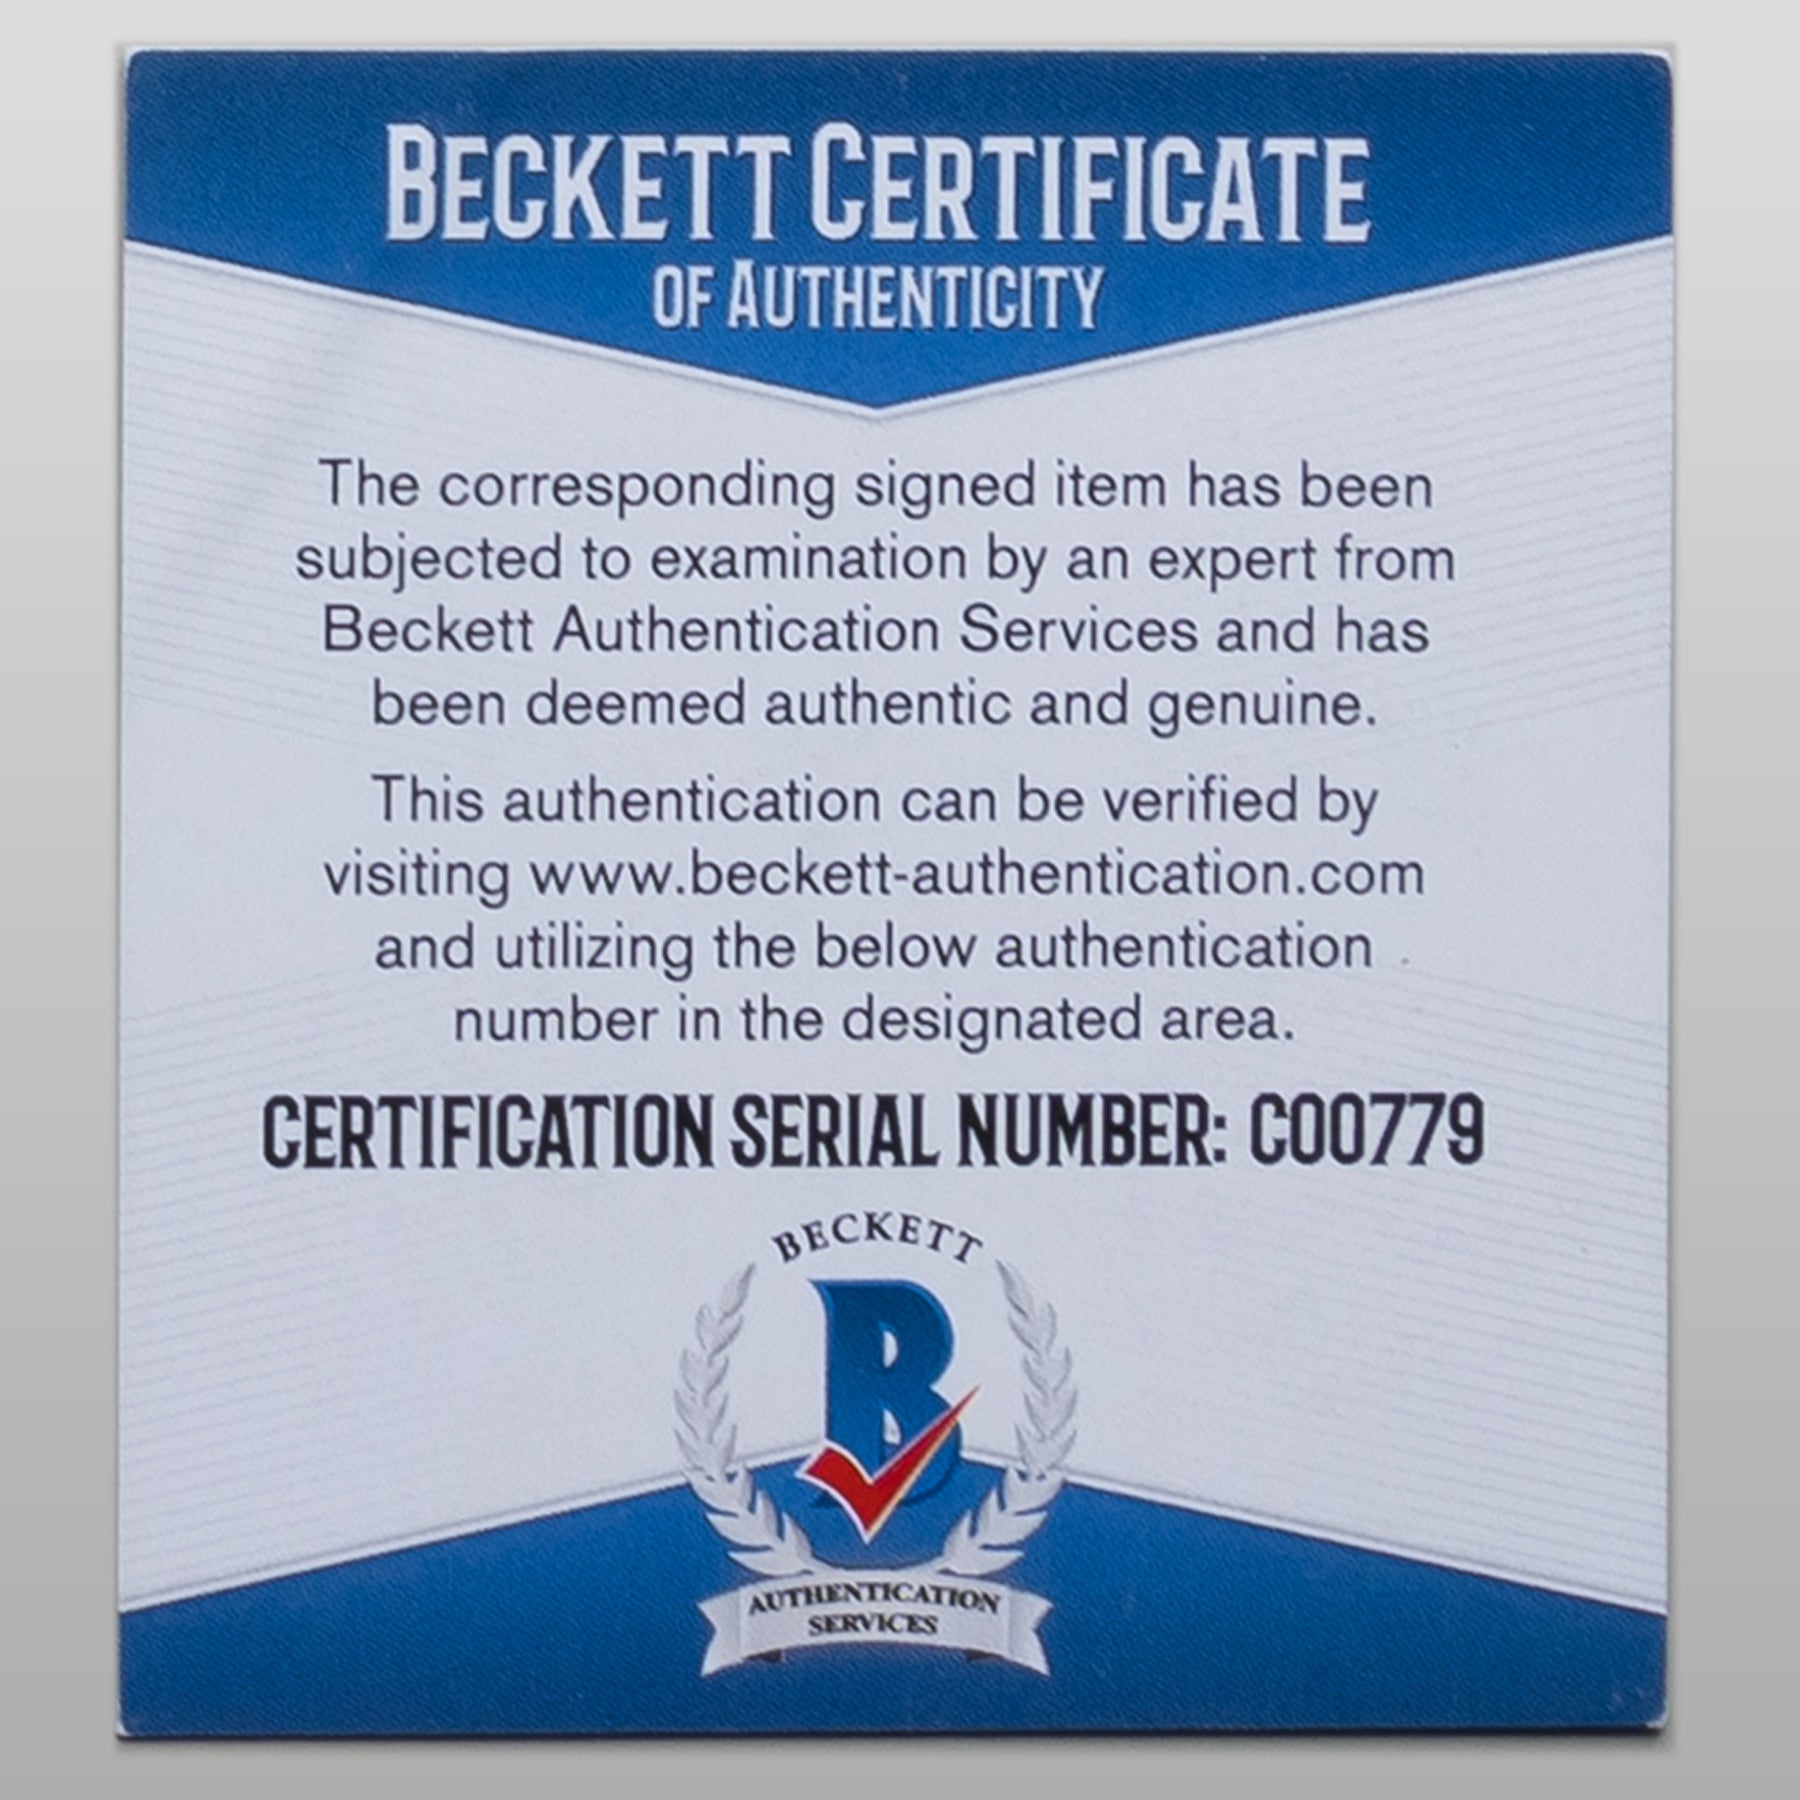 BECKETT CERTIFICATE
OF AUTHENTICITY
The corresponding signed item has been
subjected to examination by an expert from
Beckett Authentication Services and has
been deemed authentic and genuine.
This authentication can be verified by
visiting www.beckett-authentication.com
and utilizing the below authentication
number in the designated area.
CERTIFICATION SERIAL NUMBER: C00779
BECKETT
B
AUTHENTICATION
SERVICES